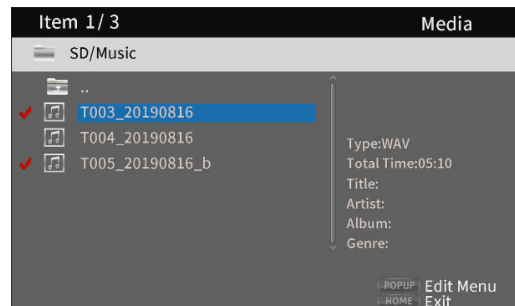 Item 1/3
Media
SD/Music
..
T003_20190816
T004_20190816
T005_20190816_b
Type:WAV
Total Time:05:10
Title:
Artist:
Album:
Genre:
POPUP Edit Menu
HOME Exit